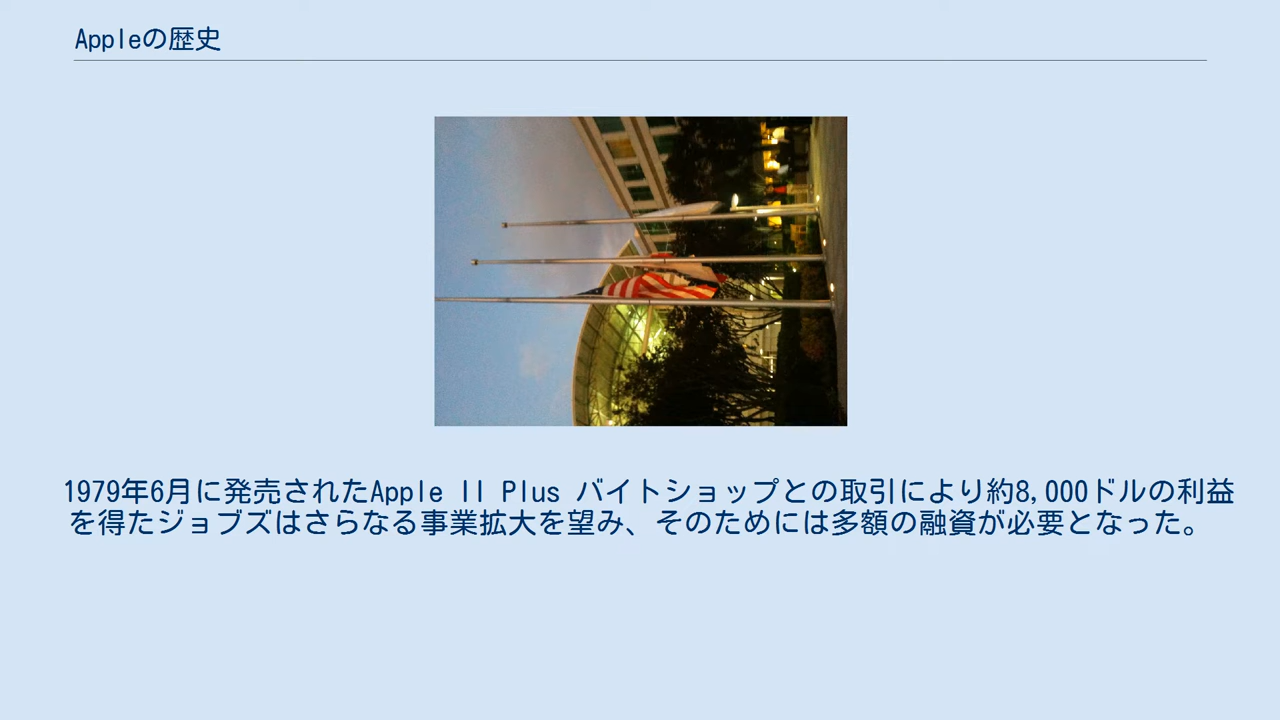 Appleの歴史
1979年6月に発売されたApple II Plus バイトショップとの取引により約8,000ドルの利益
を得たジョブズはさらなる事業拡大を望み、そのためには多額の融資が必要となった。